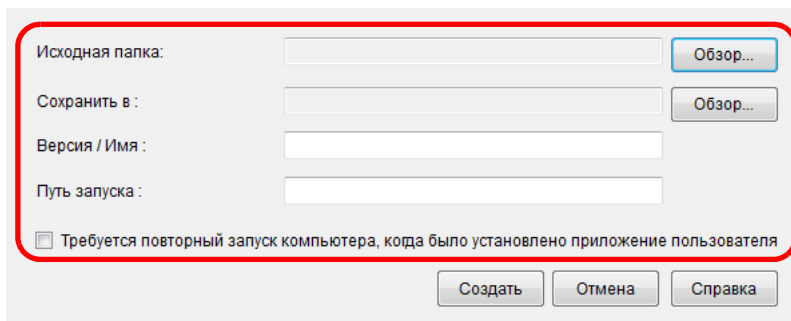 Исходная папка: Обзор...
Сохранить в : Обзор...
Версия / Имя :
Путь запуска :
Требуется повторный запуск компьютера, когда было установлено приложение пользователя
Создать Отмена Справка